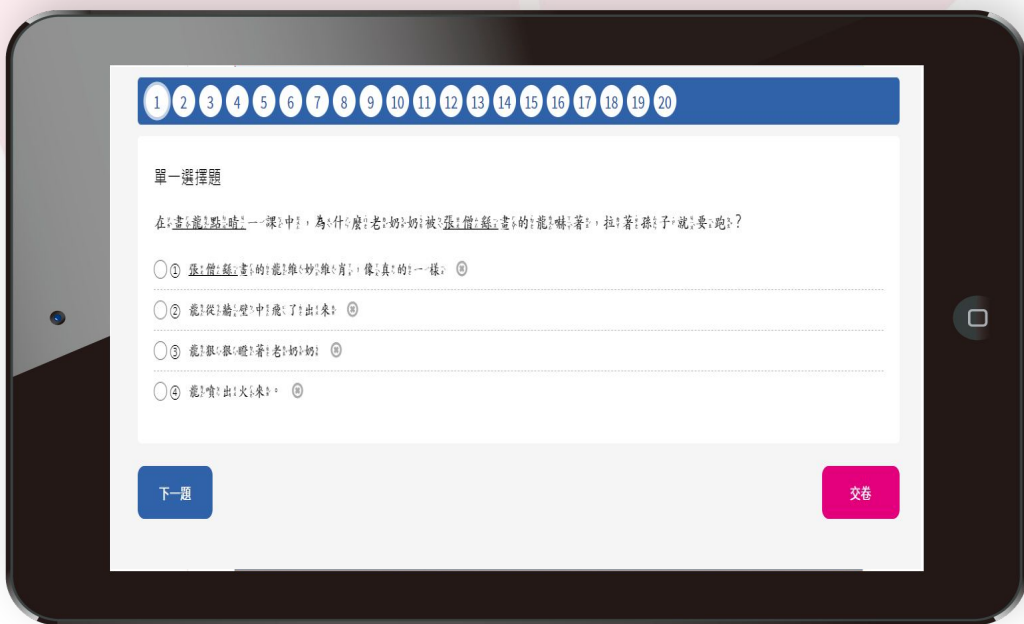 1 2 3 4 5 6 7 8 9 10 11 12 13 14 15 16 17 18 19 20
單一選擇題
在畫龍點睛一課中，為什麼老奶奶被張僧繇畫的龍嚇著，拉著孫子就要跑？
① 張僧繇畫的龍維妙維肖，像真的一樣
② 龍從牆壁中飛了出來
③ 龍狠狠瞪著老奶奶
④ 龍噴出火來。
下一題
交卷